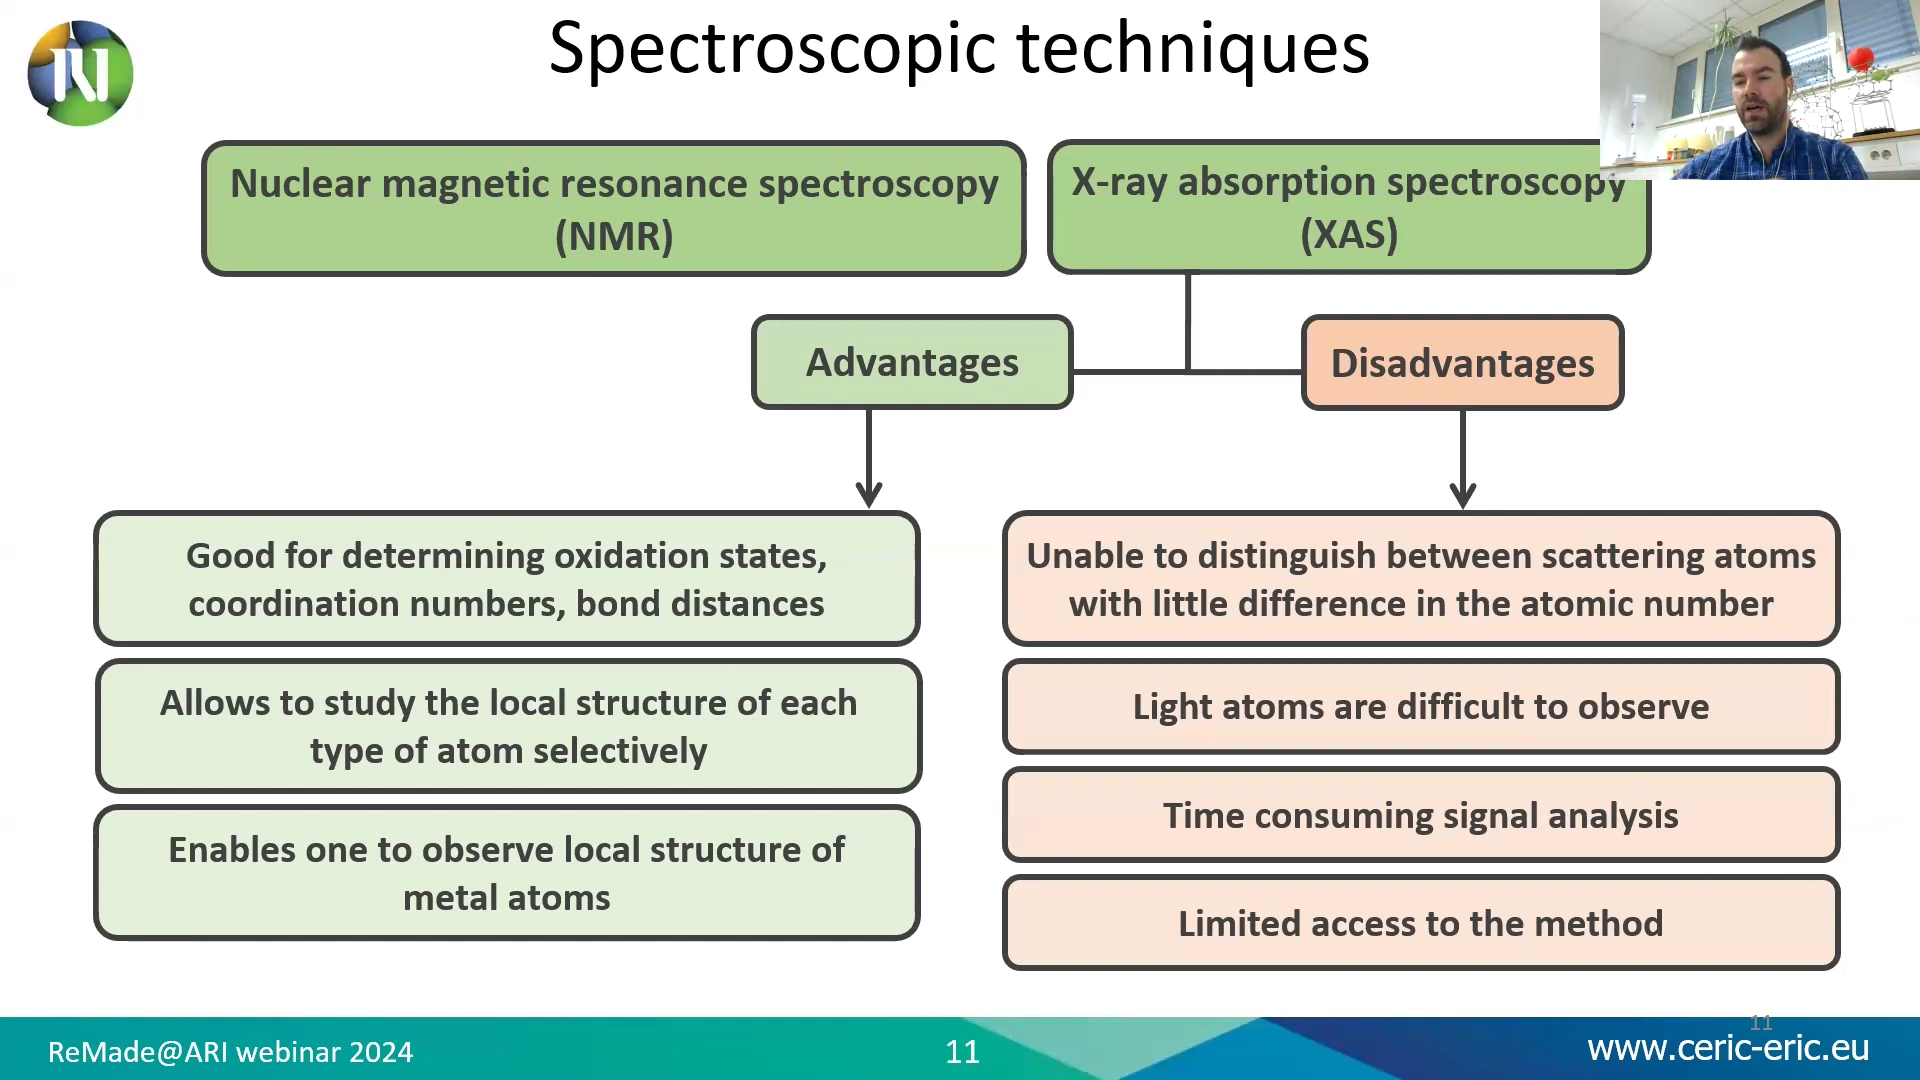 Spectroscopic techniques
Nuclear magnetic resonance spectroscopy
(NMR)
X-ray absorption spectroscopy
(XAS)
Advantages
Disadvantages
Good for determining oxidation states,
coordination numbers, bond distances
Allows to study the local structure of each
type of atom selectively
Enables one to observe local structure of
metal atoms
Unable to distinguish between scattering atoms
with little difference in the atomic number
Light atoms are difficult to observe
Time consuming signal analysis
Limited access to the method
11
ReMade@ARI webinar 2024
11
www.ceric-eric.eu